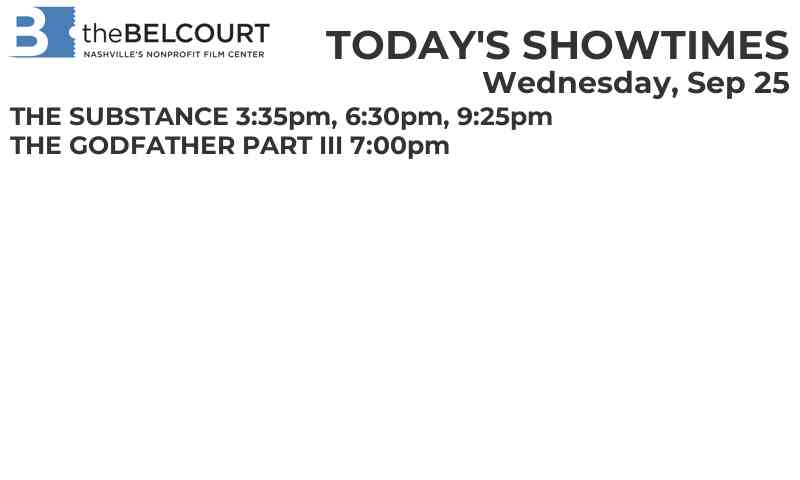 B theBELCOURT
NASHVILLE'S NONPROFIT FILM CENTER
TODAY'S SHOWTIMES
Wednesday, Sep 25
THE SUBSTANCE 3:35pm, 6:30pm, 9:25pm
THE GODFATHER PART III 7:00pm